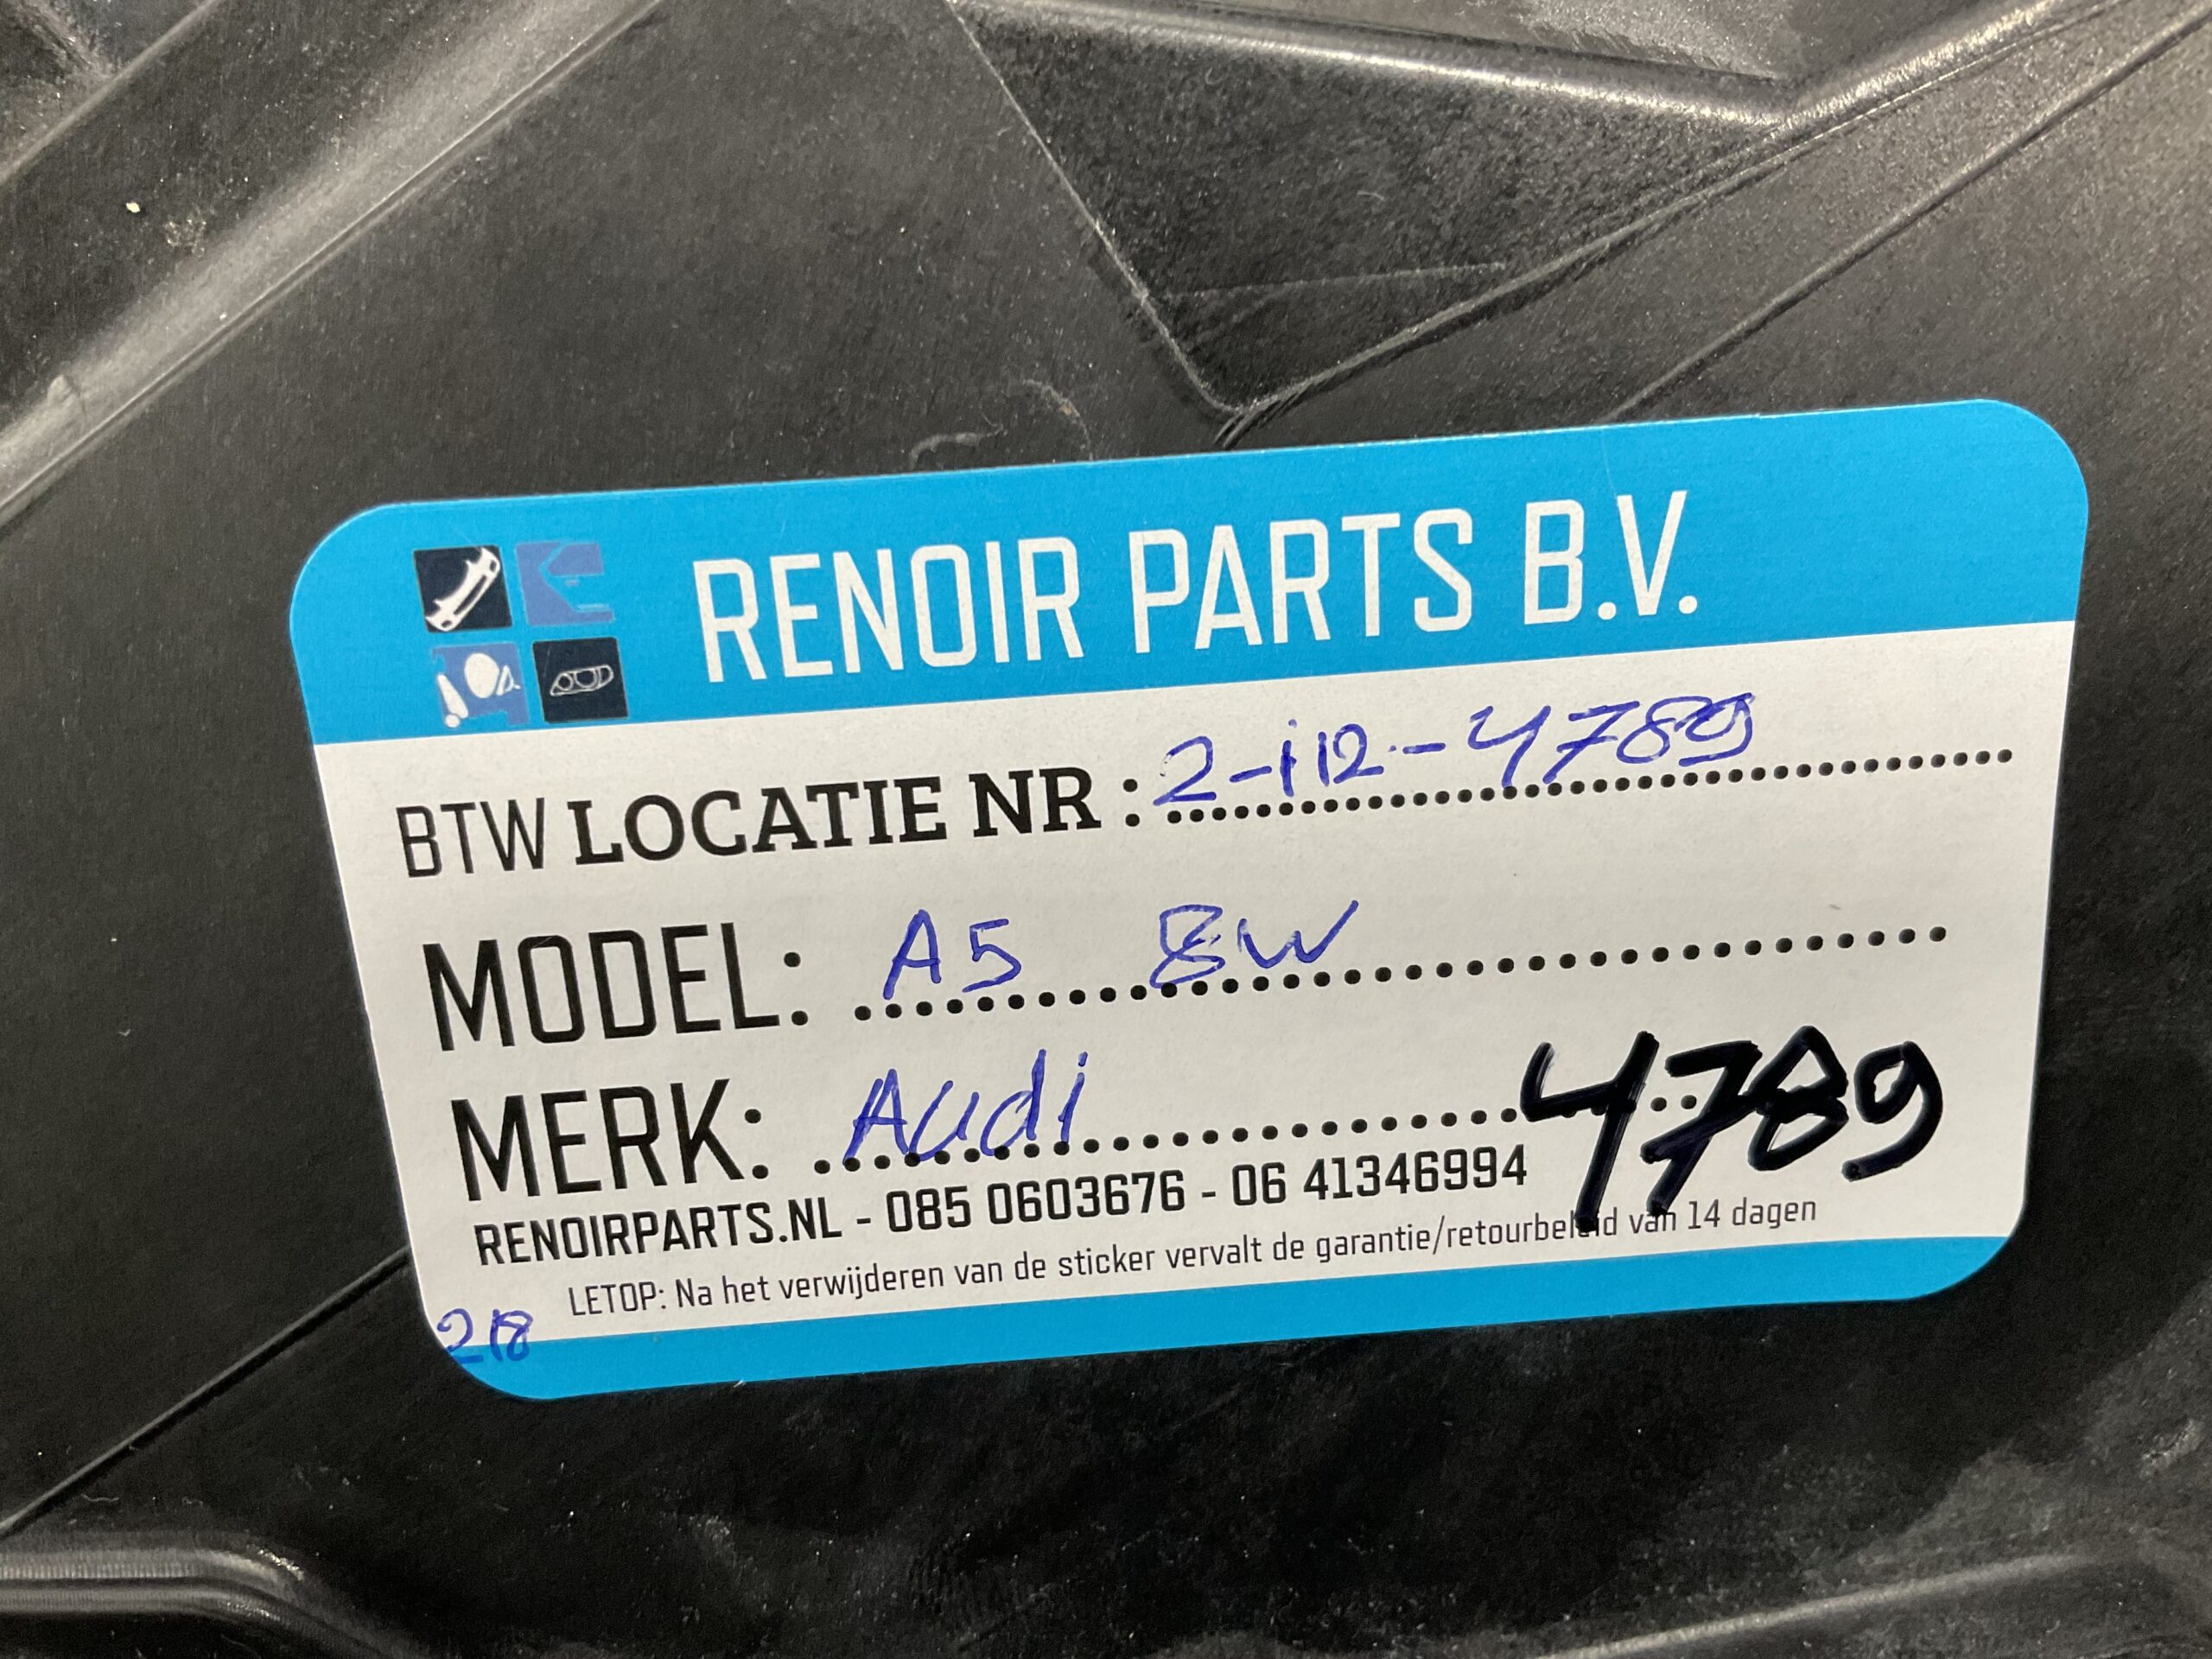 RENOIR PARTS B.V.
BTW LOCATIE NR : 2-i12-4789
MODEL: A5 8W
MERK: Audi
4789
RENOIRPARTS.NL - 085 0603676 - 06 41346994
LETOP: Na het verwijderen van de sticker vervalt de garantie/retourbeleid van 14 dagen
218